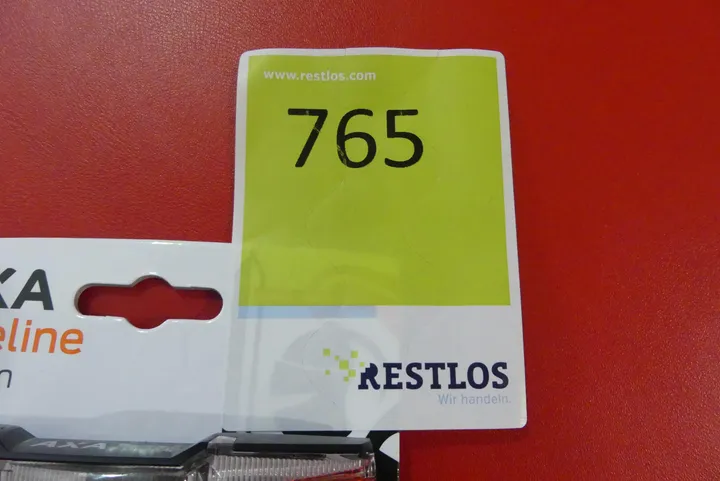 www.restlos.com
765
XA
eline
n
RESTLOS
Wir handeln.
AXA